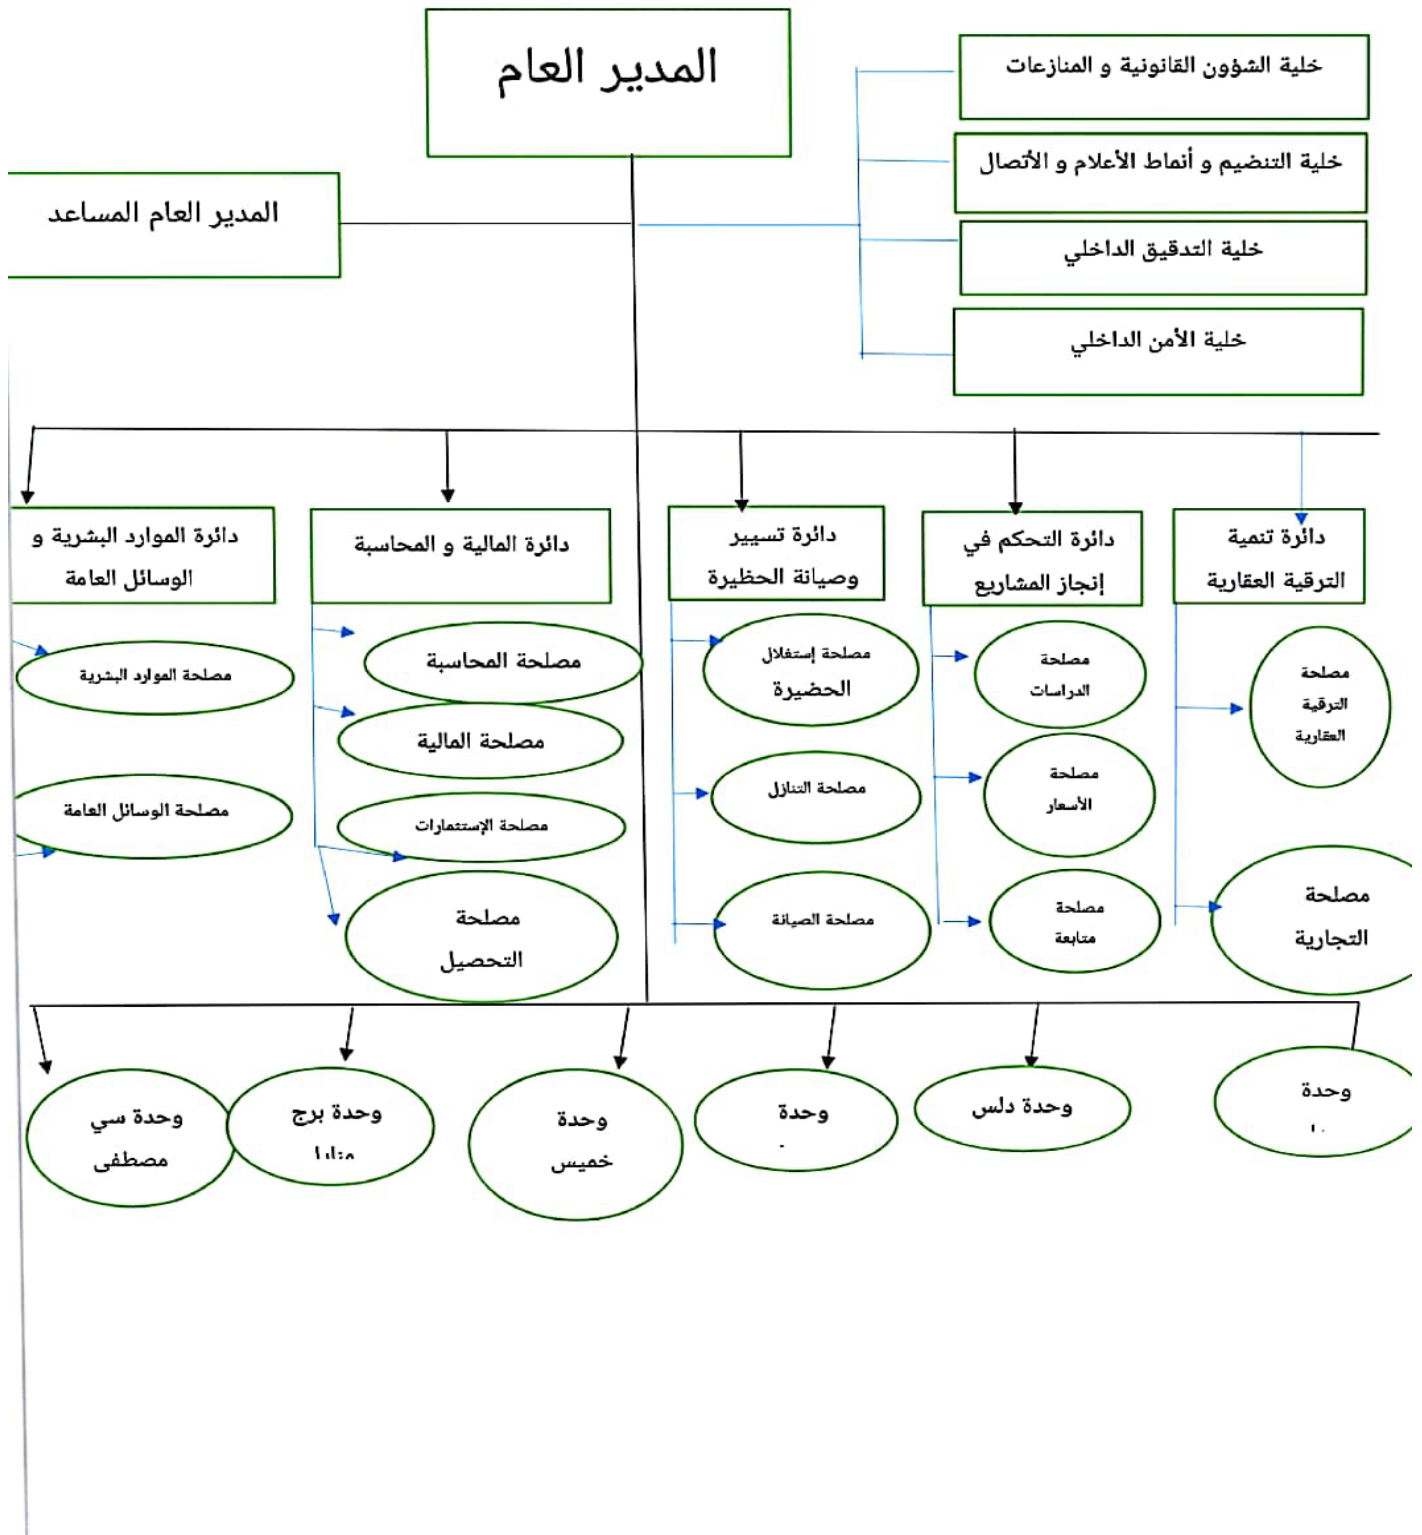 المدير العام
خلية الشؤون القانونية و المنازعات
خلية التنضيم و أنماط الأعلام و الأتصال
المدير العام المساعد
خلية التدقيق الداخلي
خلية الأمن الداخلي
دائرة تنمية
الترقية العقارية
دائرة التحكم في
إنجاز المشاريع
دائرة تسيير
وصيانة الحظيرة
دائرة المالية و المحاسبة
دائرة الموارد البشرية و
الوسائل العامة
مصلحة
الترقية
العقارية
مصلحة
التجارية
مصلحة
الدراسات
مصلحة
الأسعار
مصلحة
متابعة
مصلحة إستغلال
الحضيرة
مصلحة التنازل
مصلحة الصيانة
مصلحة المحاسبة
مصلحة المالية
مصلحة الإستثمارات
مصلحة
التحصيل
مصلحة الموارد البشرية
مصلحة الوسائل العامة
وحدة
وحدة دلس
وحدة
وحدة
خميس
وحدة برج
وحدة سي
مصطفى